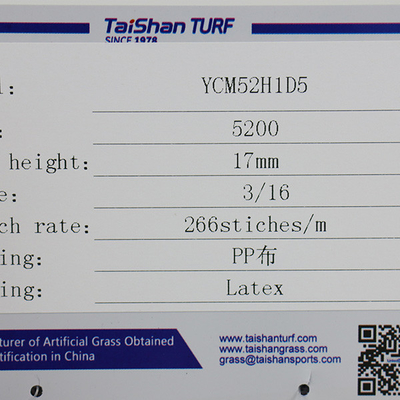 TaiShan TURF
SINCE 1978
l: YCM52H1D5
: 5200
height: 17mm
e: 3/16
ch rate: 266stiches/m
ing: PP布
ing: Latex
turer of Artificial Grass Obtained
tification in China
www.taishanturf.com
www.taishangrass.com
grass@taishansports.com